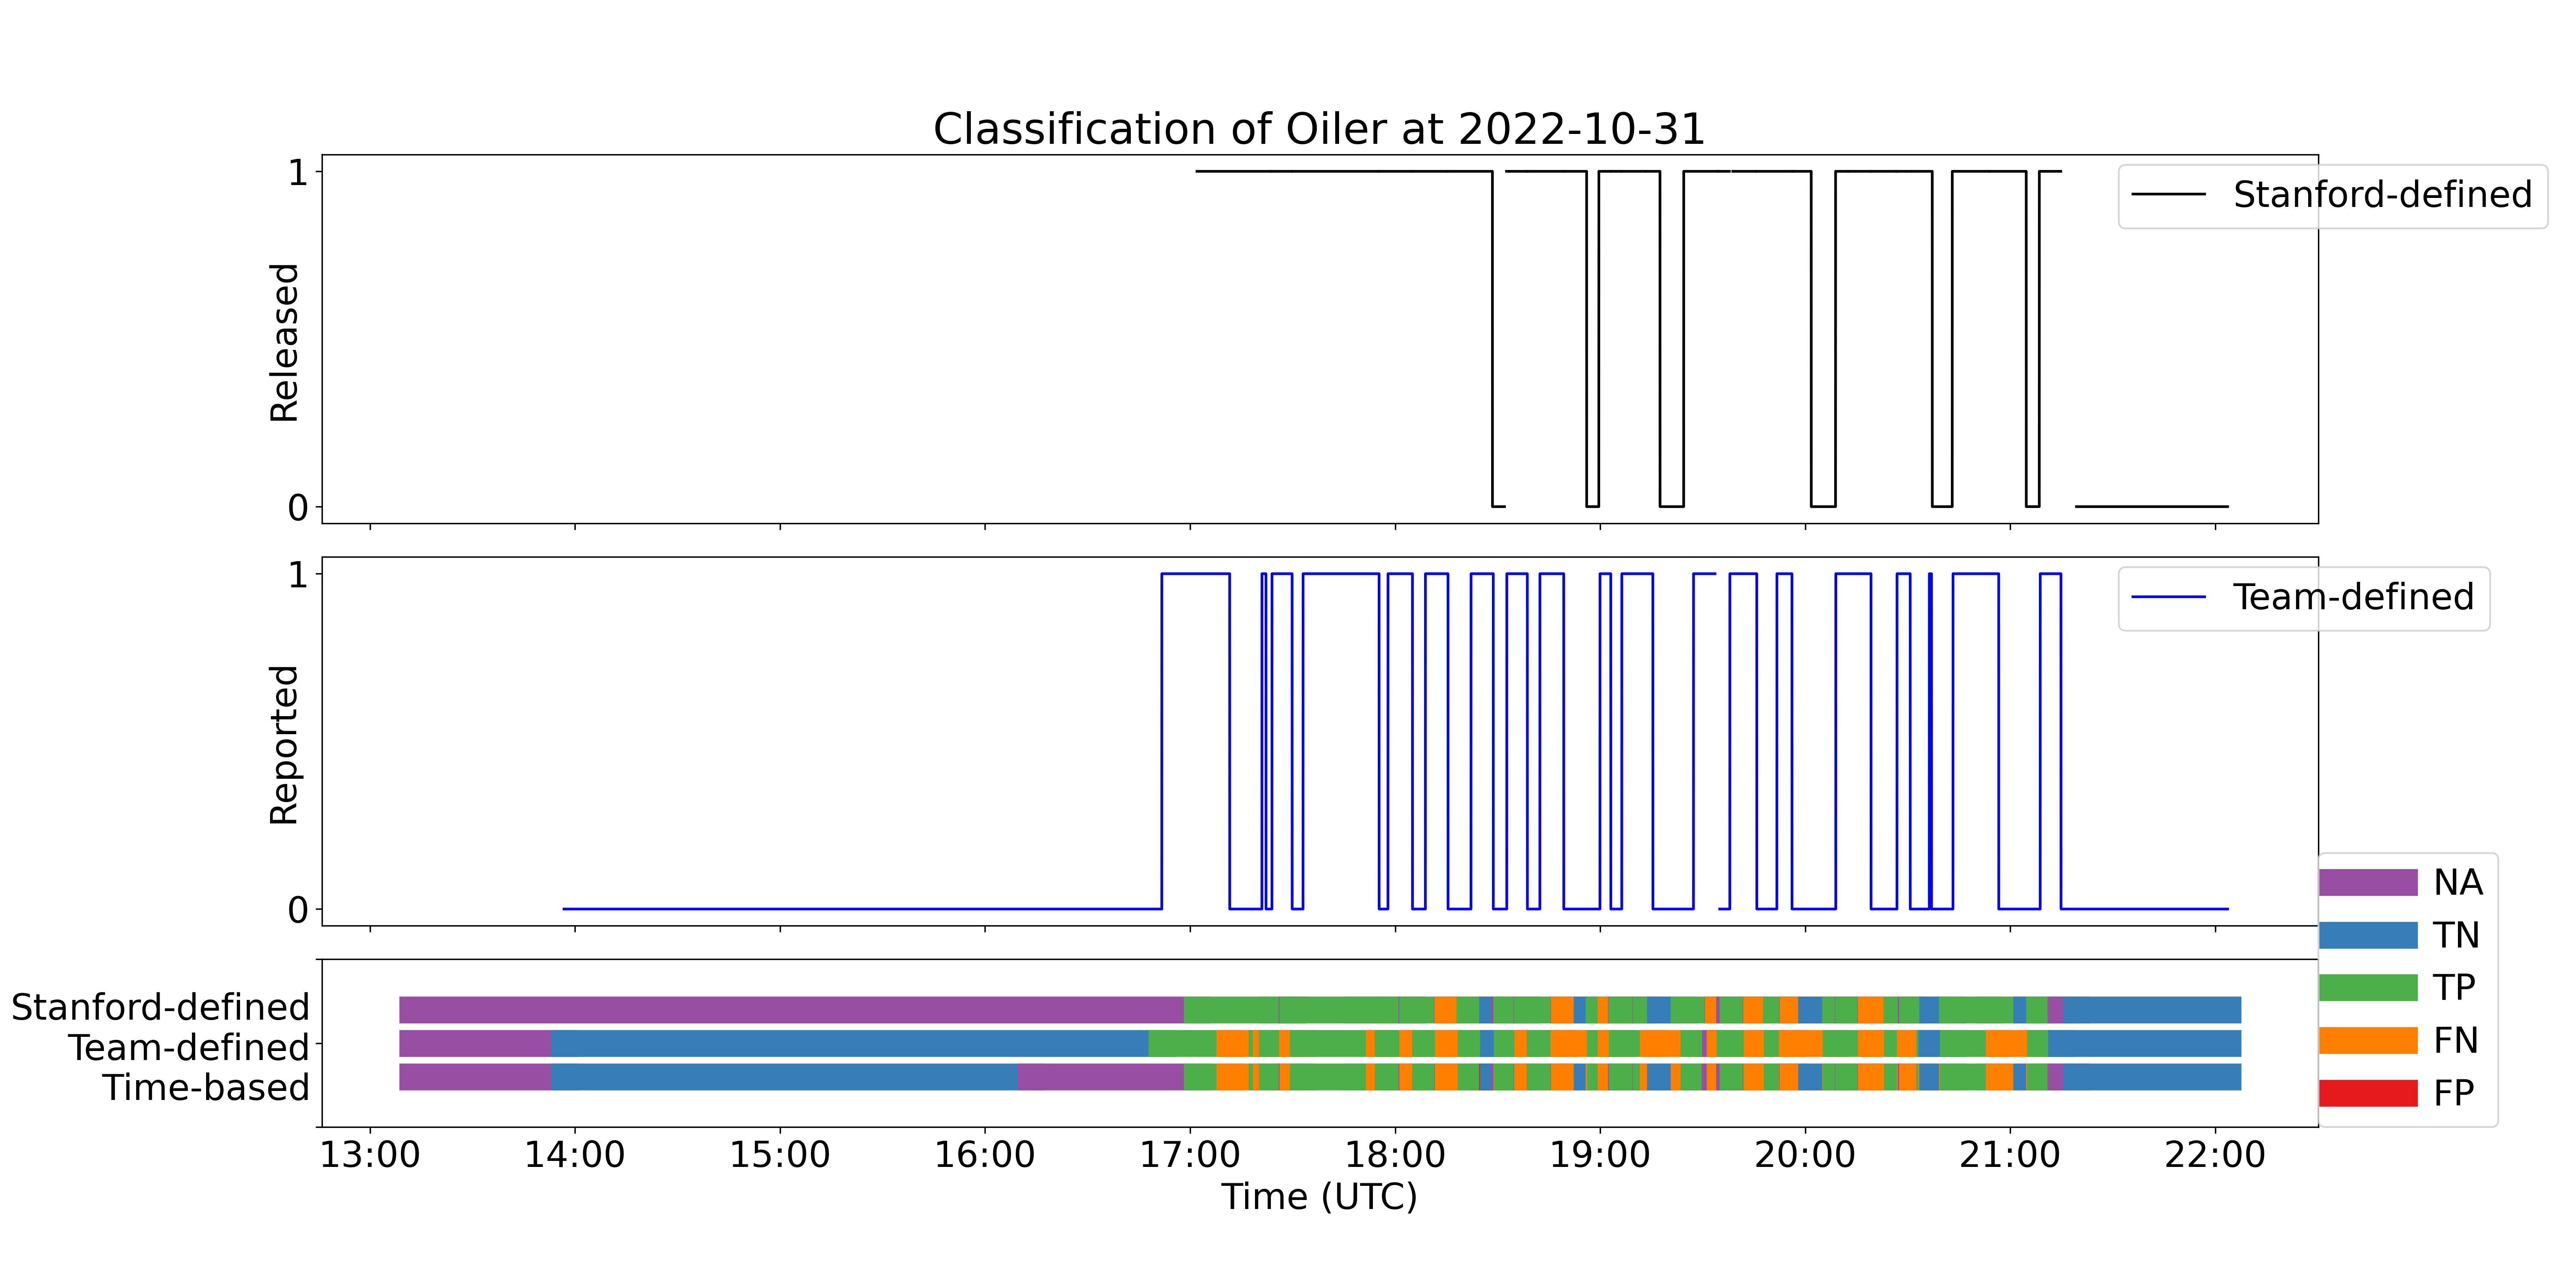 Classification of Oiler at 2022-10-31
1
0
Released
Stanford-defined
1
0
Reported
Team-defined
NA
TN
TP
FN
FP
Stanford-defined
Team-defined
Time-based
13:00 14:00 15:00 16:00 17:00 18:00 19:00 20:00 21:00 22:00
Time (UTC)